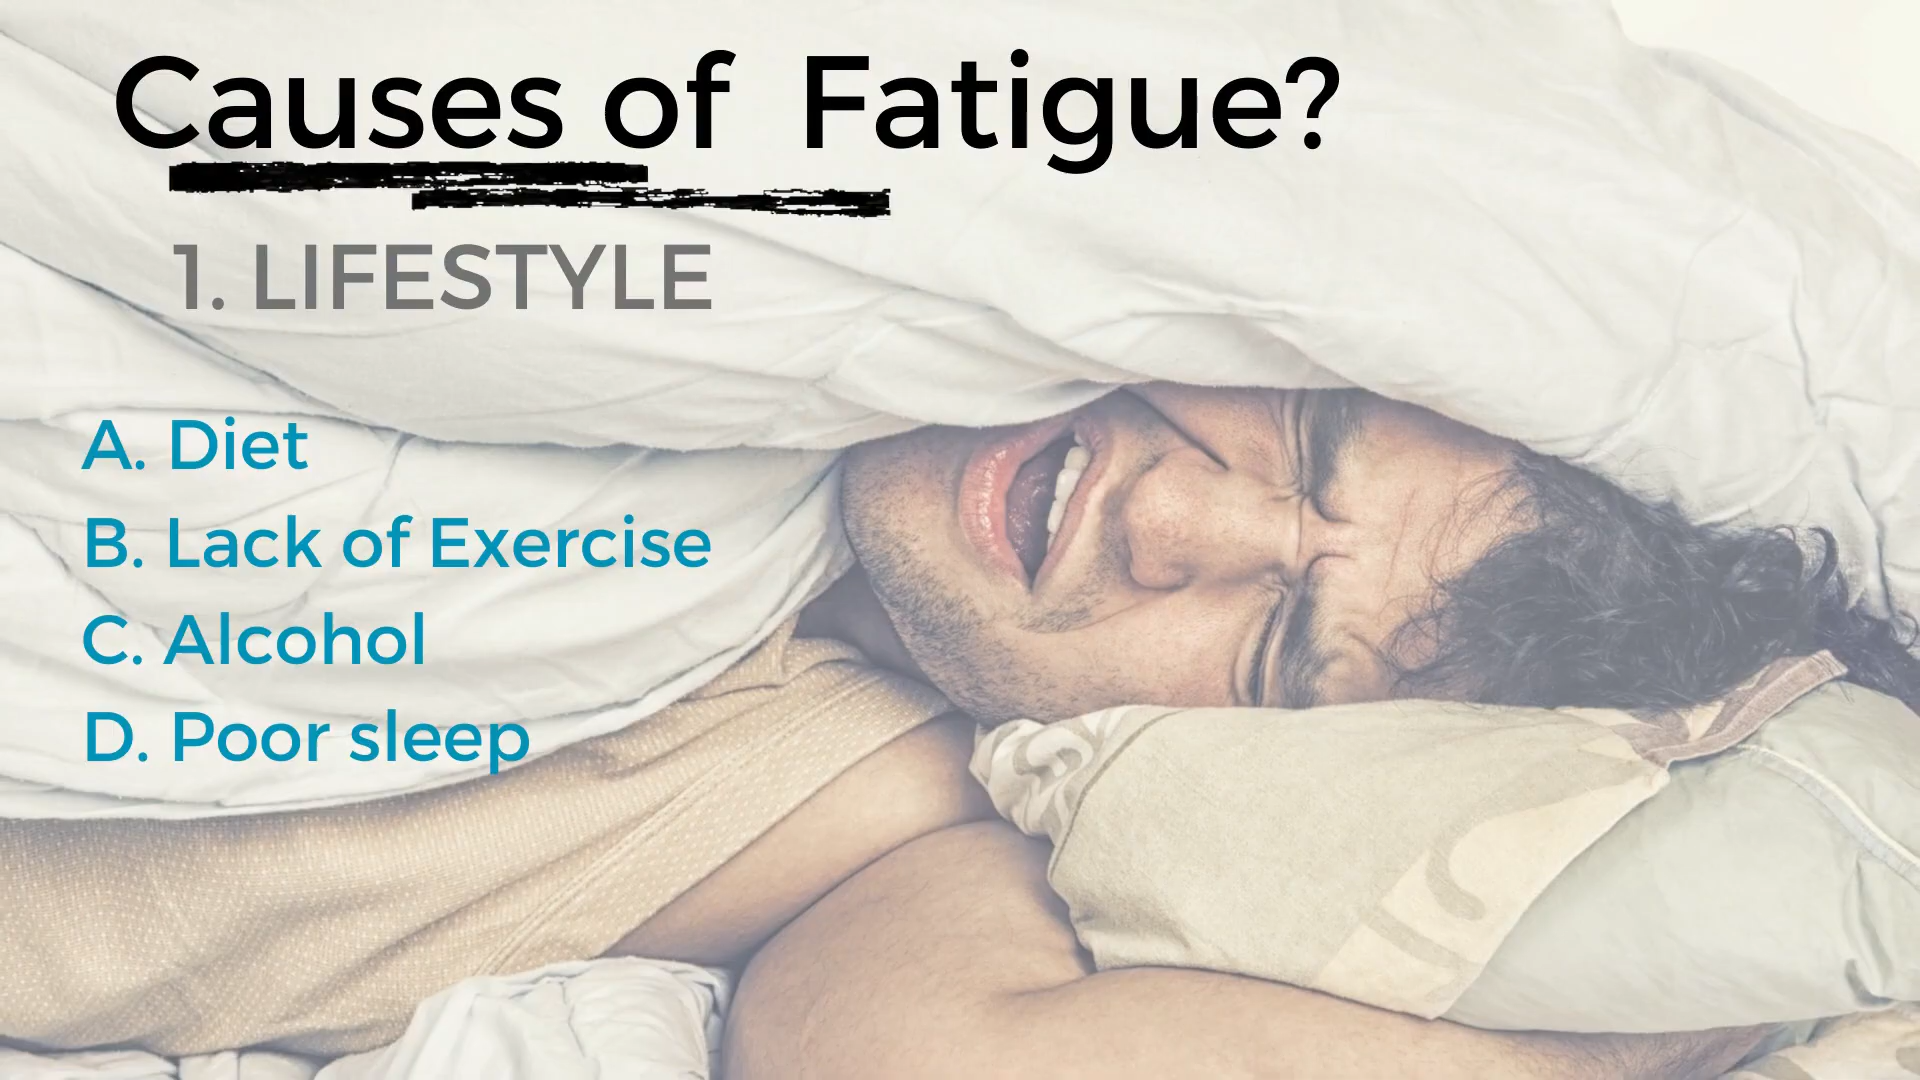 Causes of Fatigue?
1. LIFESTYLE
A. Diet
B. Lack of Exercise
C. Alcohol
D. Poor sleep